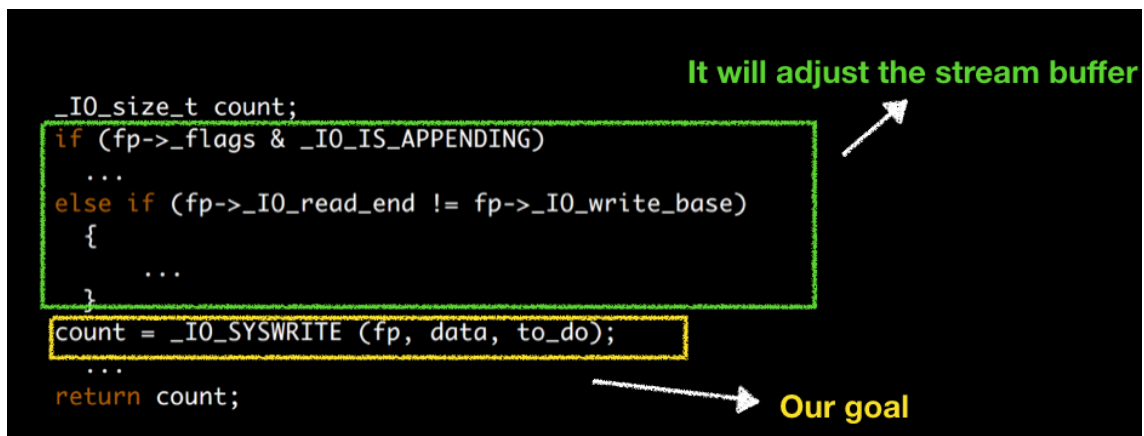 It will adjust the stream buffer
_IO_size_t count;
if (fp->_flags & _IO_IS_APPENDING)
...
else if (fp->_IO_read_end != fp->_IO_write_base)
{
...
}
count = _IO_SYSWRITE (fp, data, to_do);
...
return count;
Our goal